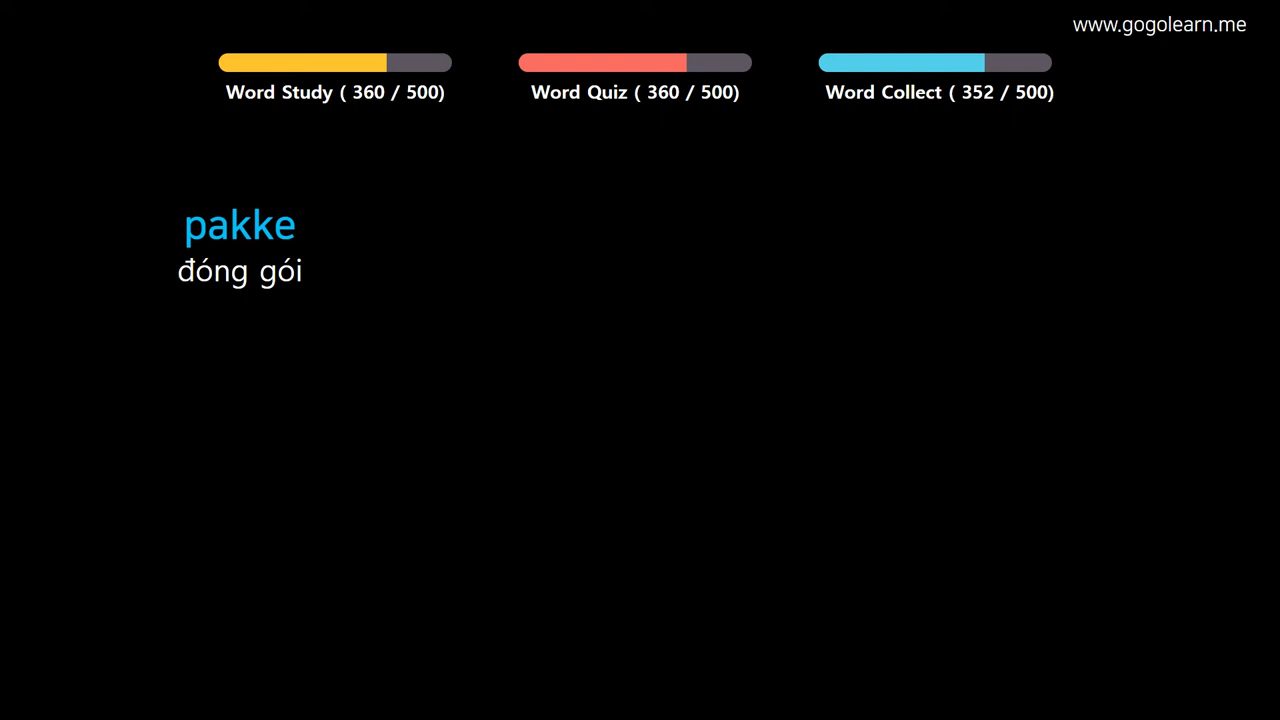 www.gogolearn.me
Word Study ( 360 / 500)
Word Quiz ( 360 / 500)
Word Collect ( 352 / 500)
pakke
đóng gói